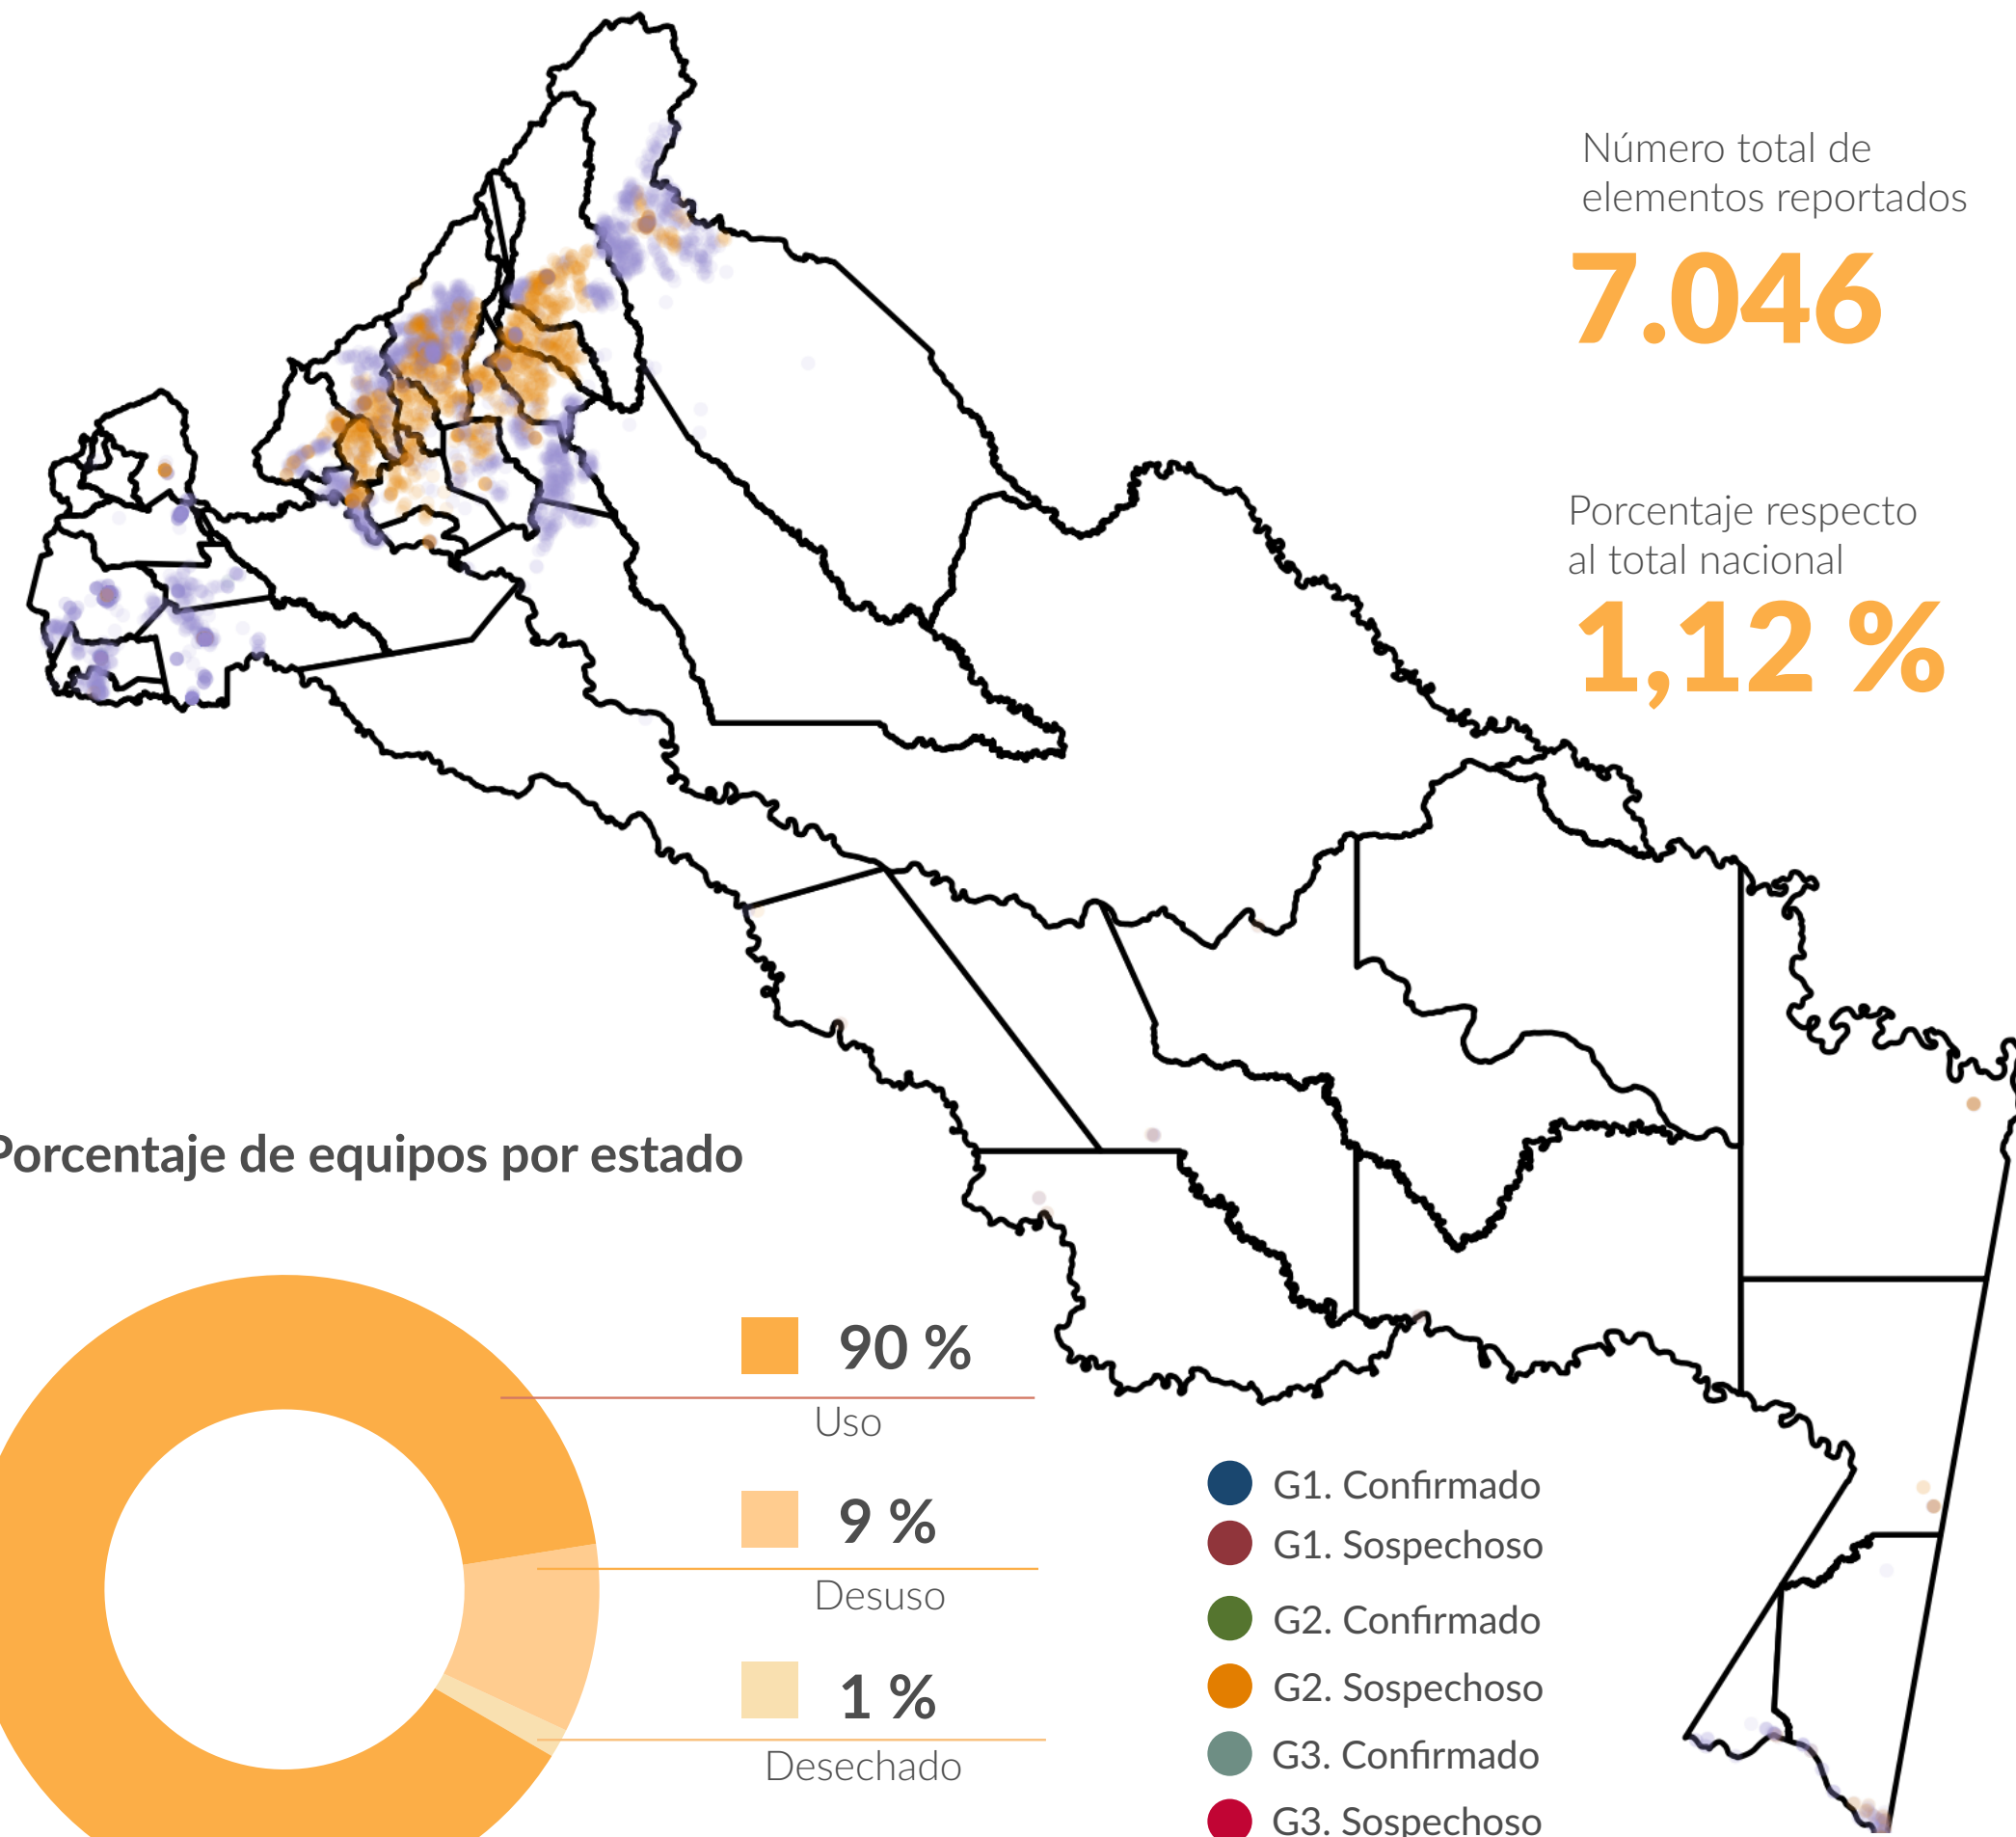 Número total de
elementos reportados
7.046
Porcentaje respecto
al total nacional
1,12 %
Porcentaje de equipos por estado
90 %
Uso
9 %
Desuso
1 %
Desechado
G1. Confirmado
G1. Sospechoso
G2. Confirmado
G2. Sospechoso
G3. Confirmado
G3. Sospechoso